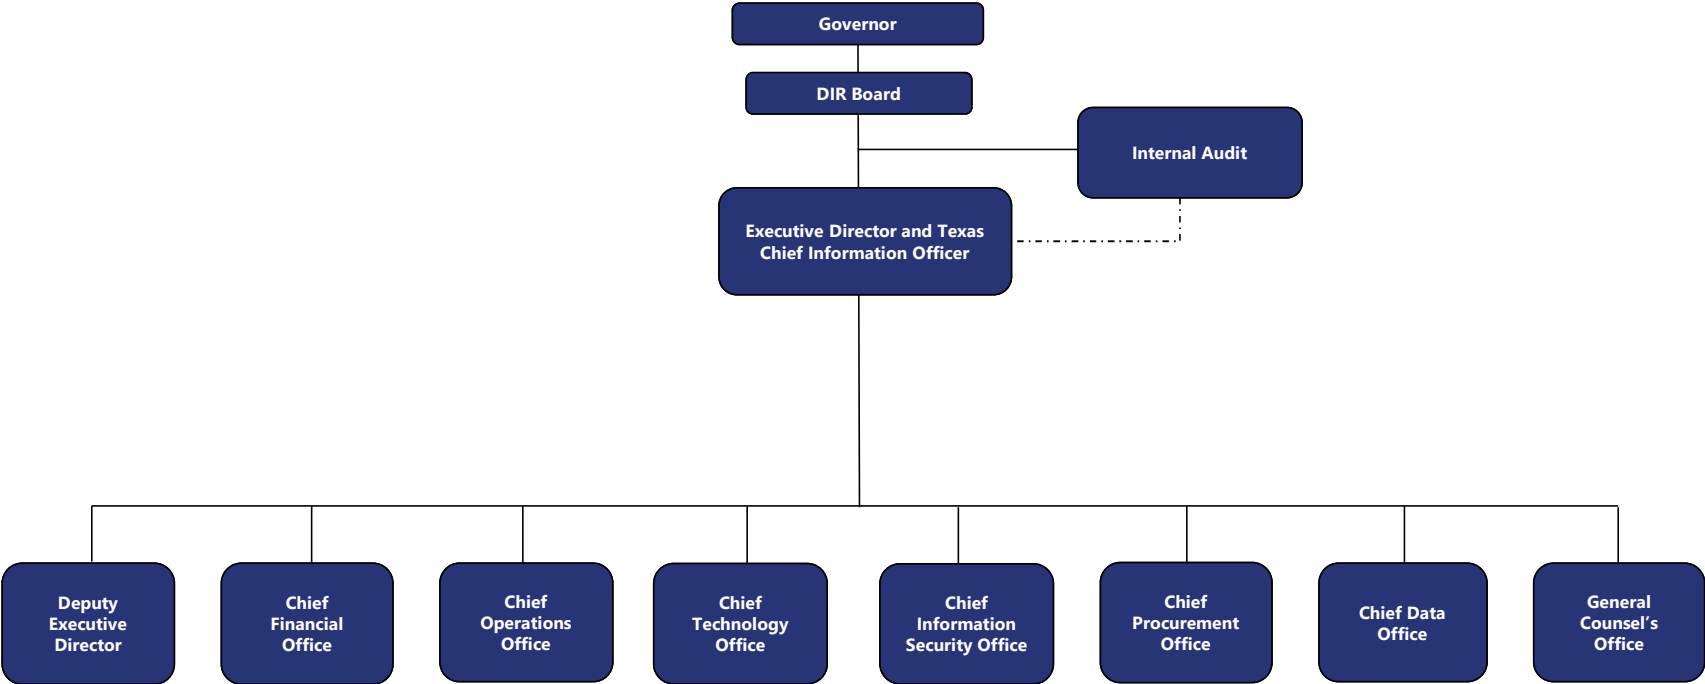 Governor
DIR Board
Internal Audit
Executive Director and Texas
Chief Information Officer
Deputy
Executive
Director
Chief
Financial
Office
Chief
Operations
Office
Chief
Technology
Office
Chief
Information
Security Office
Chief
Procurement
Office
Chief Data
Office
General
Counsel’s
Office